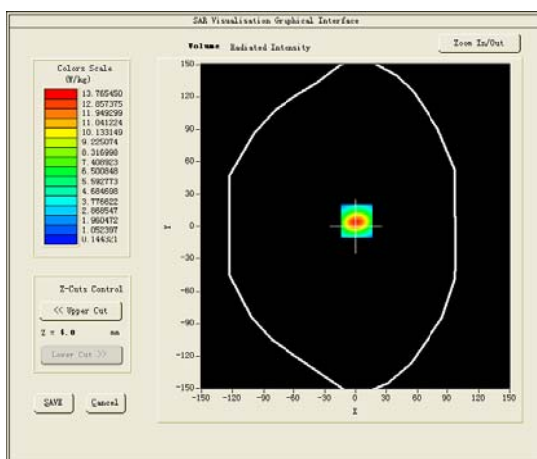 SAR Visualisation Graphical Interface
Volume Radiated Intensity
Zoom In/Out
Colors Scale
(W/kg)
13.765450
12.857375
11.949299
11.041224
10.133149
9.225074
8.316998
7.408923
6.500848
5.592773
4.684698
3.776622
2.868547
1.960472
1.052397
Z-Cuts Control
<< Upper Cut
Z = 4.0 mm
Lower Cut >>
SAVE
Cancel
150
120
90
60
30
0
-30
-60
-90
-120
-150
Y
-150 -120 -90 -60 -30 0 30 60 90 120 150
X